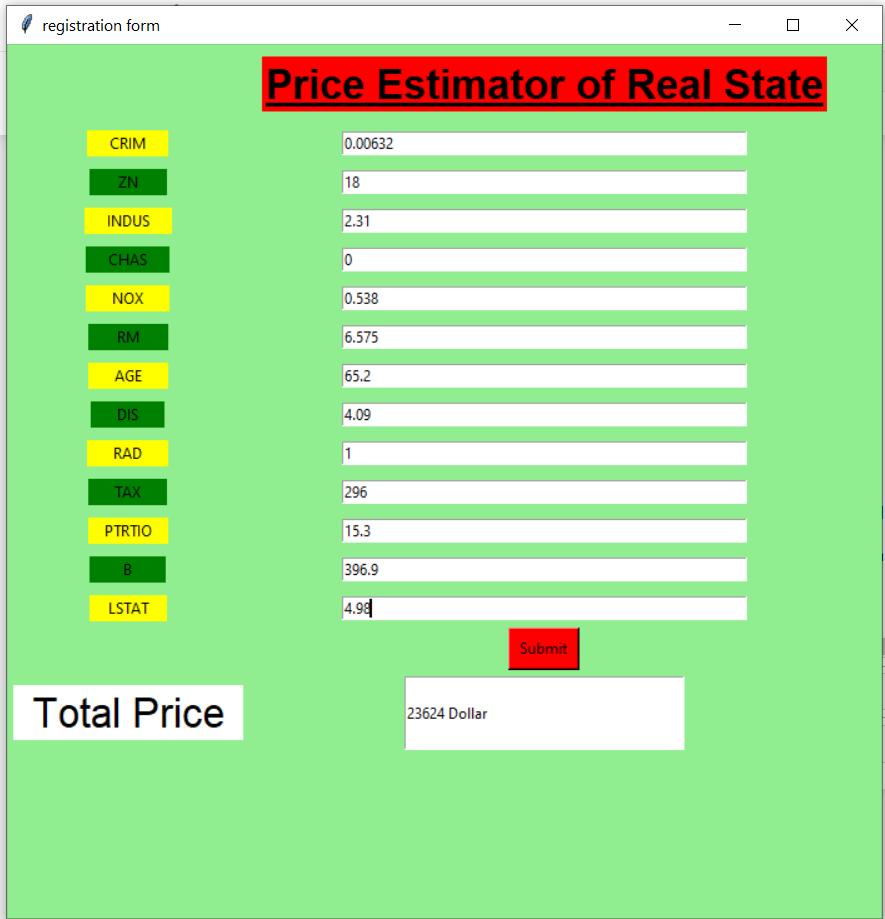 registration form
Price Estimator of Real State
CRIM 0.00632
ZN 18
INDUS 2.31
CHAS 0
NOX 0.538
RM 6.575
AGE 65.2
DIS 4.09
RAD 1
TAX 296
PTRTIO 15.3
B 396.9
LSTAT 4.98
Submit
Total Price 23624 Dollar